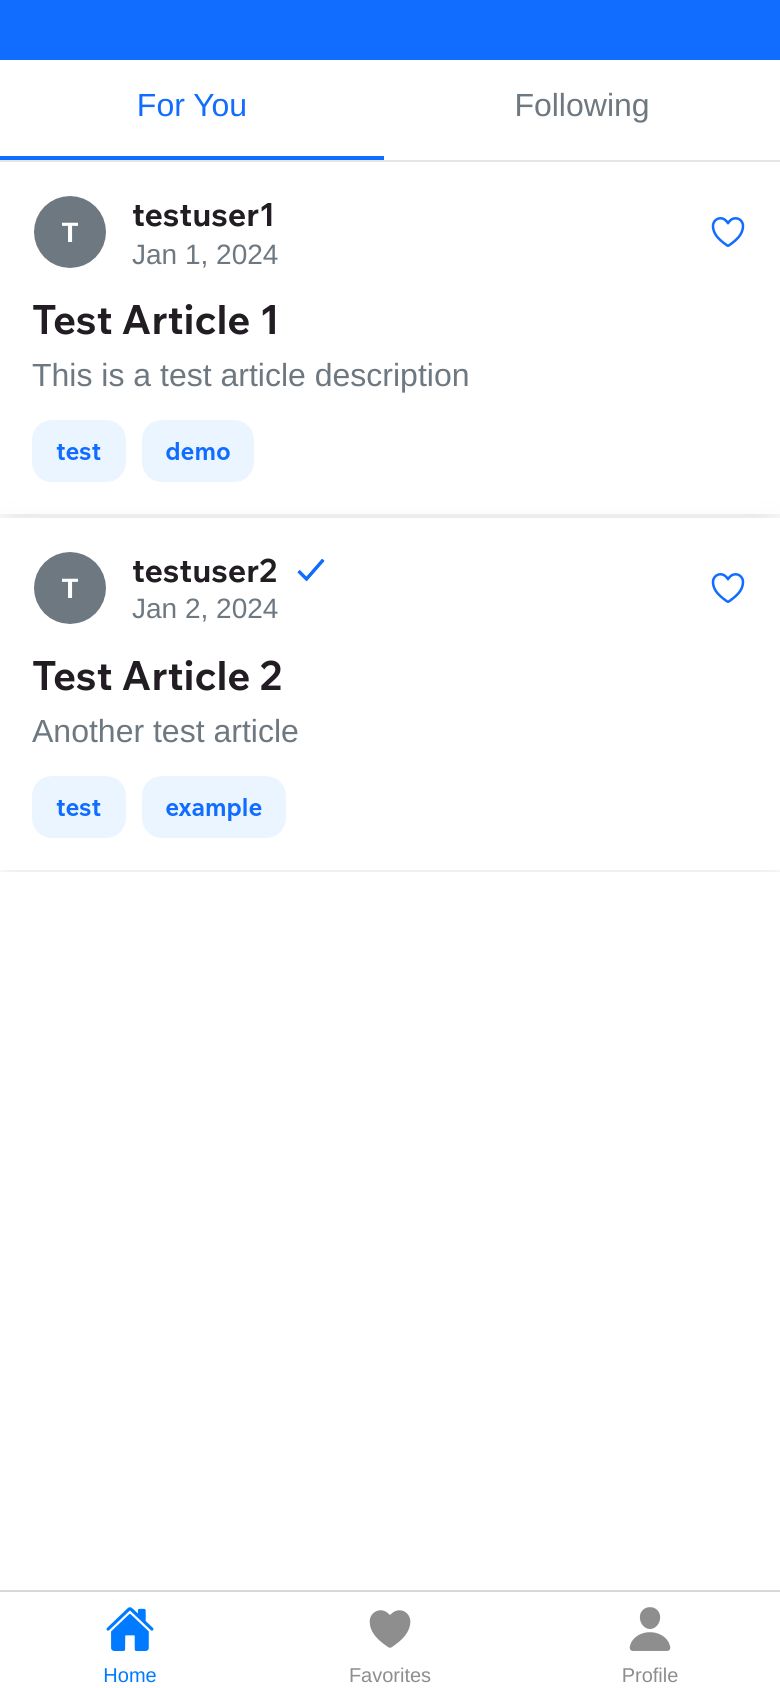 For You
Following
T
testuser1
Jan 1, 2024
Test Article 1
This is a test article description
test
demo
T
testuser2
Jan 2, 2024
Test Article 2
Another test article
test
example
Home
Favorites
Profile